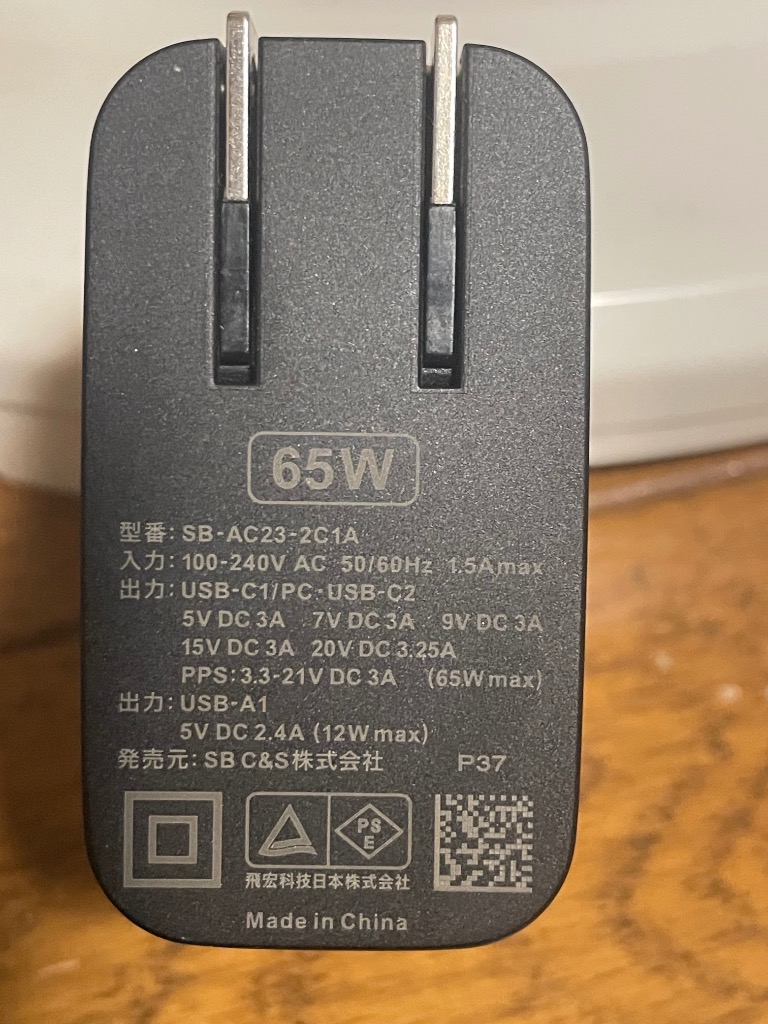 65W
型番: SB-AC23-2C1A
入力: 100-240V AC 50/60Hz 1.5Amax
出力: USB-C1/PC・USB-C2
5V DC 3A 7V DC 3A 9V DC 3A
15V DC 3A 20V DC 3.25A
PPS:3.3-21V DC 3A (65W max)
出力: USB-A1
5V DC 2.4A (12W max)
発売元: SB C&S株式会社 P37
PS
E
飛宏科技日本株式会社
Made in China